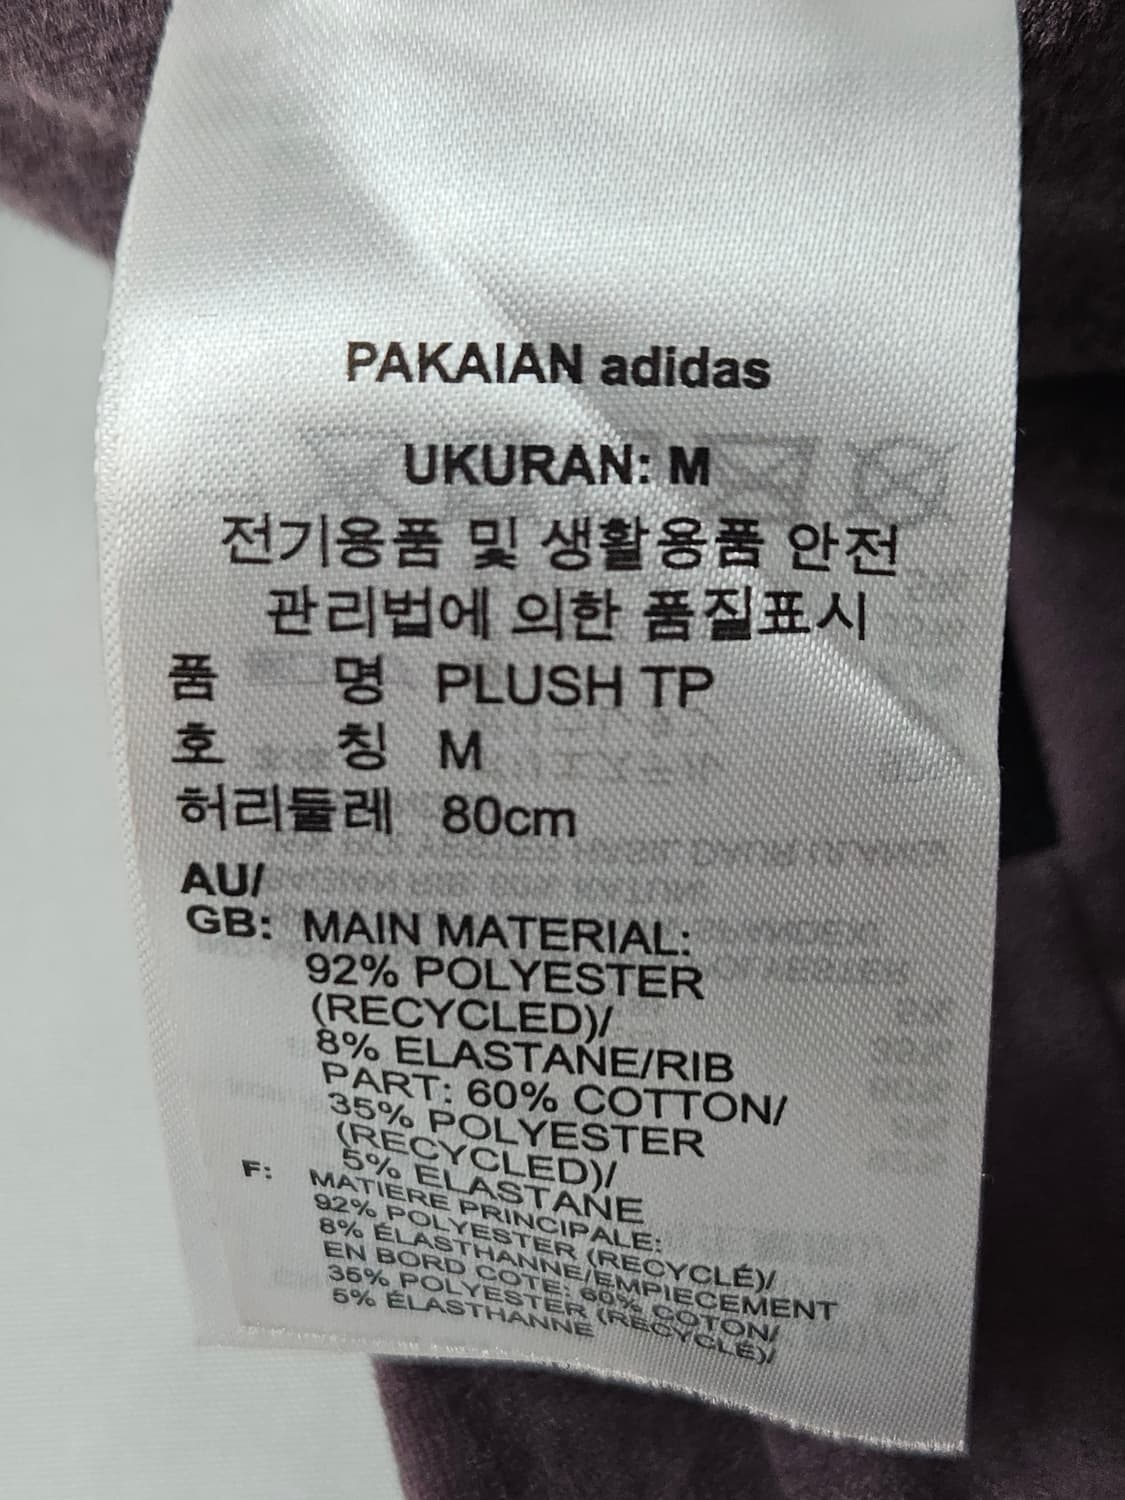 PAKAIAN adidas
UKURAN: M
전기용품 및 생활용품 안전
관리법에 의한 품질표시
품 명 PLUSH TP
호 칭 M
허리둘레 80cm
AU/
GB: MAIN MATERIAL:
92% POLYESTER
(RECYCLED)/
8% ELASTANE/RIB
PART: 60% COTTON/
35% POLYESTER
(RECYCLED)/
5% ELASTANE
F: MATIERE PRINCIPALE:
92% POLYESTER (RECYCLÉ)/
8% ÉLASTHANNE/EMPIECEMENT
EN BORD COTE: 60% COTON/
35% POLYESTER (RECYCLÉ)/
5% ÉLASTHANNE